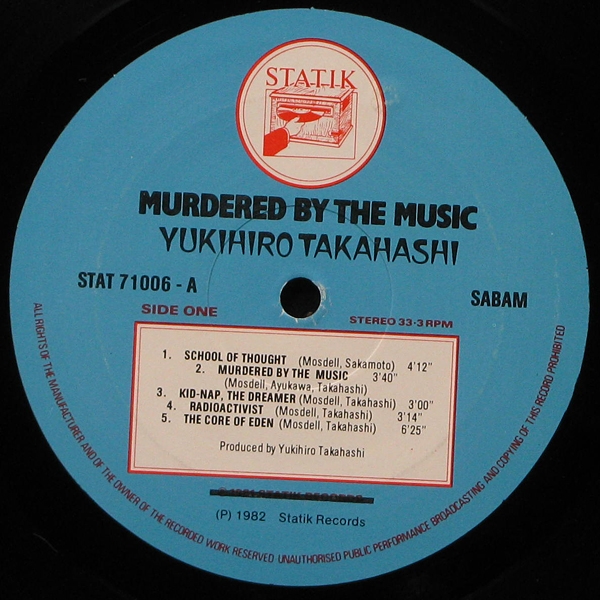 STATIK
MURDERED BY THE MUSIC
YUKIHIRO TAKAHASHI
STAT 71006 - A
SABAM
SIDE ONE
STEREO 33·3 RPM
1. SCHOOL OF THOUGHT (Mosdell, Sakamoto) 4'12"
2. MURDERED BY THE MUSIC 3'40"
(Mosdell, Ayukawa, Takahashi)
3. KID-NAP, THE DREAMER (Mosdell, Takahashi) 3'00"
4. RADIOACTIVIST (Mosdell, Takahashi) 3'14"
5. THE CORE OF EDEN (Mosdell, Takahashi) 6'25"
Produced by Yukihiro Takahashi
(P) 1982 Statik Records
ALL RIGHTS OF THE MANUFACTURER AND OF THE OWNER OF THE RECORDED WORK RESERVED UNAUTHORISED PUBLIC PERFORMANCE BROADCASTING AND COPYING OF THIS RECORD PROHIBITED